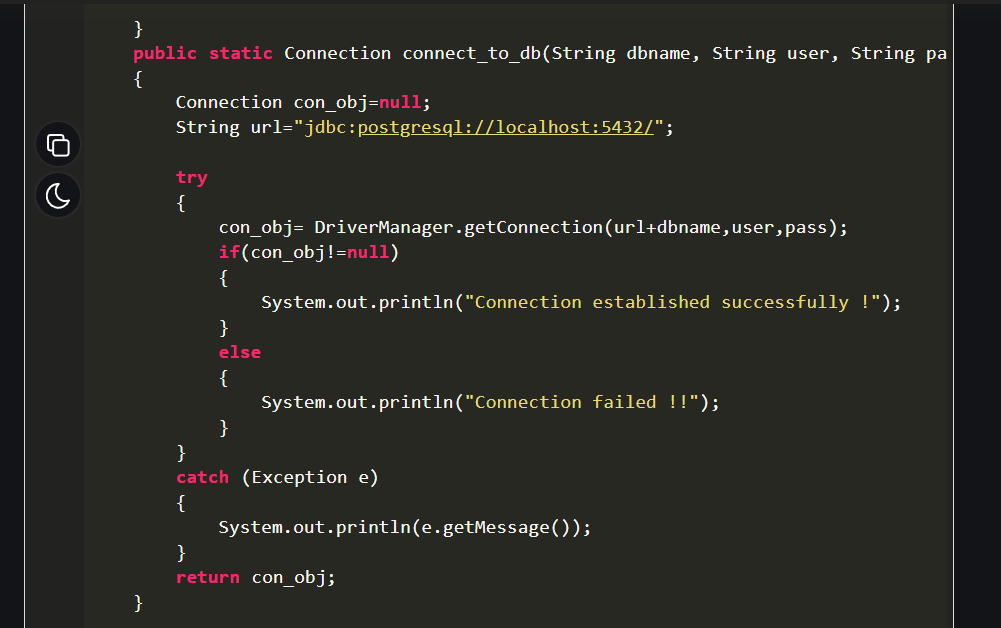 }
public static Connection connect_to_db(String dbname, String user, String pa
{
Connection con_obj=null;
String url="jdbc:postgresql://localhost:5432/";
try
{
con_obj= DriverManager.getConnection(url+dbname,user,pass);
if(con_obj!=null)
{
System.out.println("Connection established successfully !");
}
else
{
System.out.println("Connection failed !!");
}
}
catch (Exception e)
{
System.out.println(e.getMessage());
}
return con_obj;
}